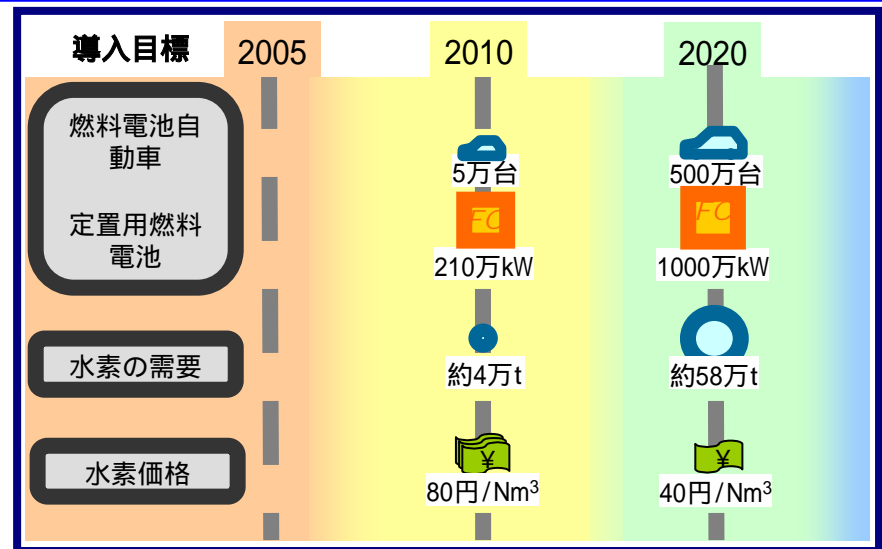 導入目標 2005 2010 2020
燃料電池自
動車
5万台 500万台
FC FC
定置用燃料
電池
210万kW 1000万kW
水素の需要
約4万t 約58万t
¥ ¥
水素価格
80円/Nm³ 40円/Nm³